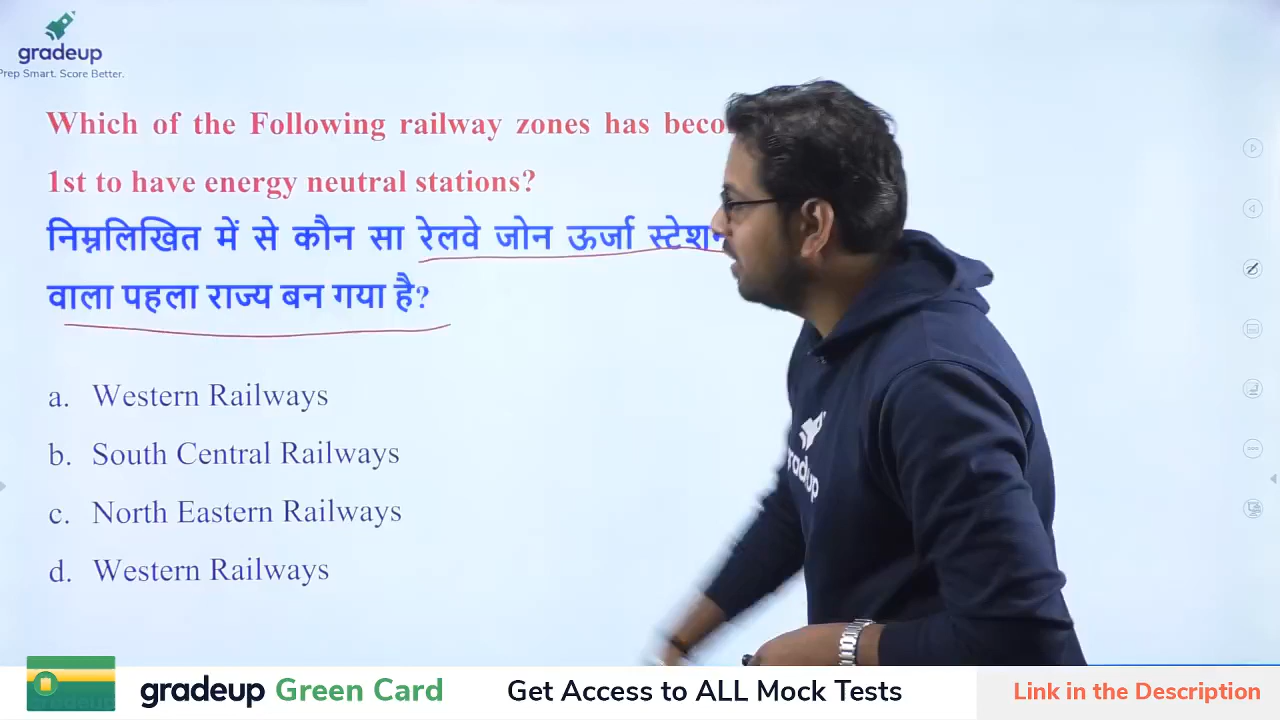 gradeup
Prep Smart. Score Better.
Which of the Following railway zones has
1st to have energy neutral stations?
निम्नलिखित में से कौन सा रेलवे जोन ऊर्जा
वाला पहला राज्य बन गया है?
a. Western Railways
b. South Central Railways
c. North Eastern Railways
d. Western Railways
gradeup
gradeup Green Card
Get Access to ALL Mock Tests
Link in the Description